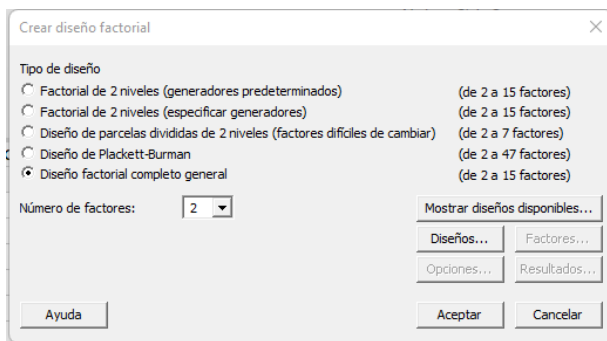 Crear diseño factorial
Tipo de diseño
Factorial de 2 niveles (generadores predeterminados) (de 2 a 15 factores)
Factorial de 2 niveles (especificar generadores) (de 2 a 15 factores)
Diseño de parcelas divididas de 2 niveles (factores difíciles de cambiar) (de 2 a 7 factores)
Diseño de Plackett-Burman (de 2 a 47 factores)
Diseño factorial completo general (de 2 a 15 factores)
Número de factores: 2 Mostrar diseños disponibles...
Diseños... Factores...
Opciones... Resultados...
Ayuda Aceptar Cancelar